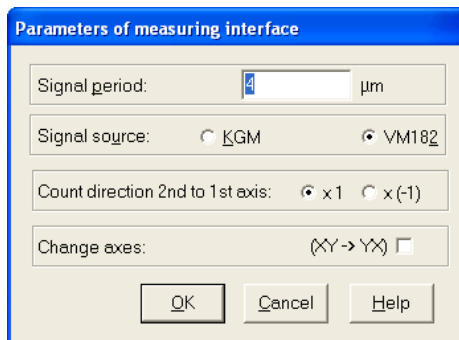 Parameters of measuring interface
Signal period: 4 µm
Signal source: KGM VM182
Count direction 2nd to 1st axis: x 1 x (-1)
Change axes: (XY -> YX)
OK Cancel Help